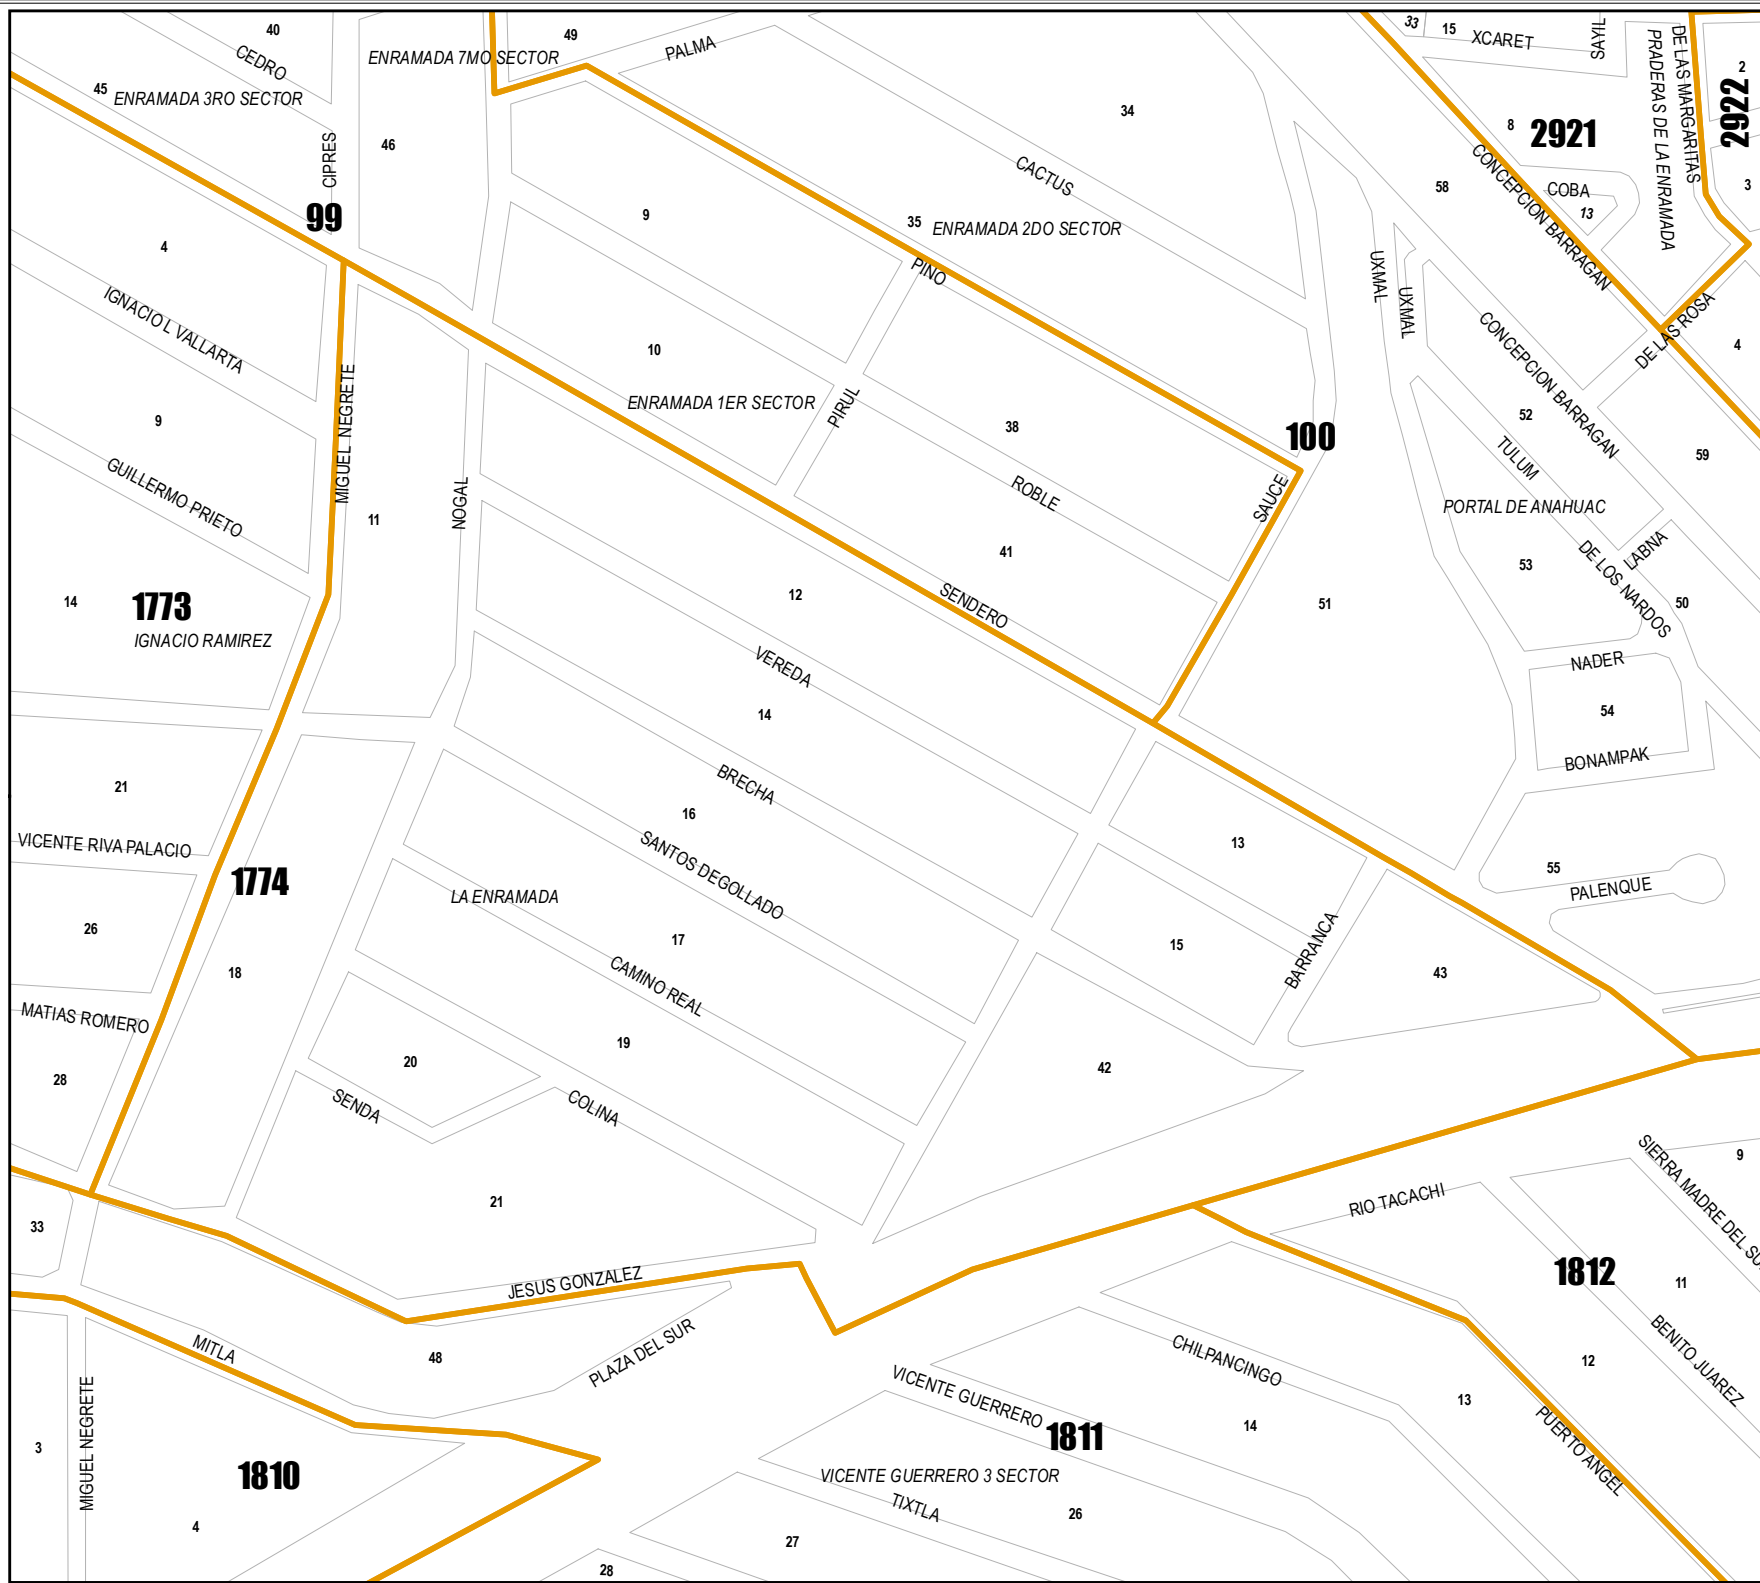 40
CEDRO
49
PALMA
ENRAMADA 7MO SECTOR
45
ENRAMADA 3RO SECTOR
46
CIPRES
99
34
CACTUS
33
15
XCARET
SAYIL
DE LAS MARGARITAS
PRADERAS DE LA ENRAMADA
2
2922
8
2921
3
COBA
13
58
CONCEPCION BARRAGAN
9
35
ENRAMADA 2DO SECTOR
PINO
4
IGNACIO L VALLARTA
UXMAL
UXMAL
CONCEPCION BARRAGAN
DE LAS ROSA
4
10
ENRAMADA 1ER SECTOR
PIRUL
MIGUEL NEGRETE
9
GUILLERMO PRIETO
38
100
52
59
TULUM
ROBLE
SAUCE
NOGAL
11
PORTAL DE ANAHUAC
41
53
LABNA
DE LOS NARDOS
50
14
1773
IGNACIO RAMIREZ
12
SENDERO
51
VEREDA
NADER
14
54
BRECHA
BONAMPAK
21
16
VICENTE RIVA PALACIO
SANTOS DEGOLLADO
13
1774
LA ENRAMADA
55
PALENQUE
26
17
15
BARRANCA
43
18
CAMINO REAL
MATIAS ROMERO
19
20
42
28
SENDA
COLINA
9
SIERRA MADRE DEL SU
21
RIO TACACHI
33
1812
11
JESUS GONZALEZ
MITLA
48
PLAZA DEL SUR
CHILPANCINGO
12
BENITO JUAREZ
VICENTE GUERRERO
13
MIGUEL NEGRETE
3
14
1811
PUERTO ANGEL
1810
VICENTE GUERRERO 3 SECTOR
TIXTLA
26
4
27
28